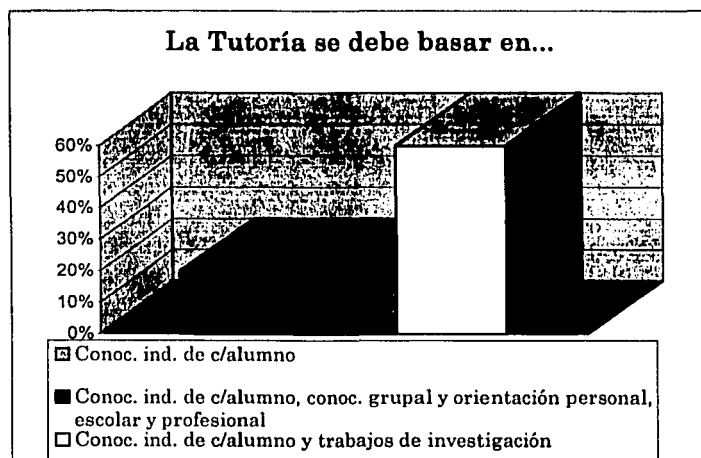 La Tutoría se debe basar en...
60%
50%
40%
30%
20%
10%
0%
Conoc. ind. de c/alumno
Conoc. ind. de c/alumno, conoc. grupal y orientación personal,
escolar y profesional
Conoc. ind. de c/alumno y trabajos de investigación